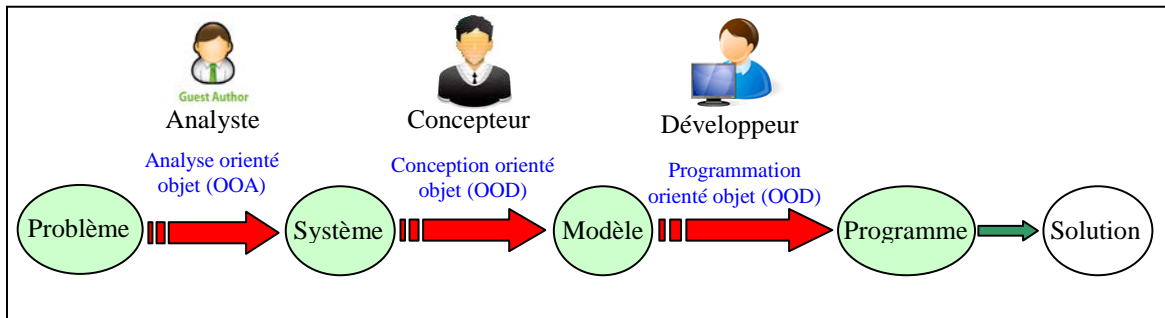 Guest Author
Analyste
Concepteur
Développeur
Analyse orienté
objet (OOA)
Conception orienté
objet (OOD)
Programmation
orienté objet (OOD)
Problème
Système
Modèle
Programme
Solution